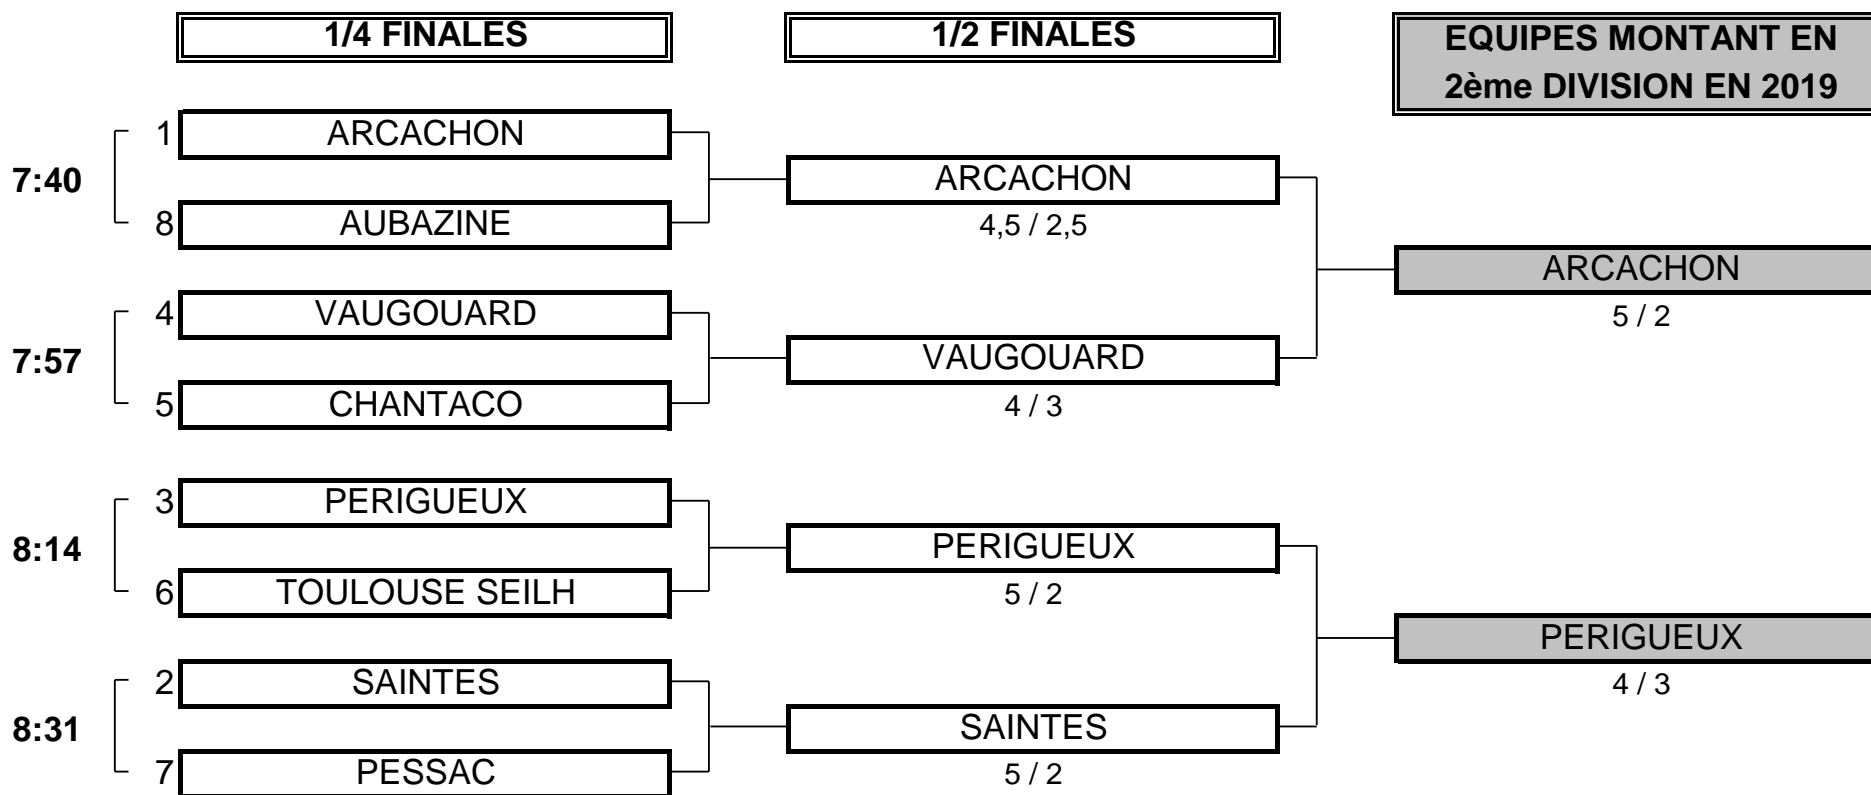 1/4 FINALES
1/2 FINALES
EQUIPES MONTANT EN
2ème DIVISION EN 2019
7:40
1 ARCACHON
8 AUBAZINE
ARCACHON
4,5 / 2,5
7:57
4 VAUGOUARD
5 CHANTACO
VAUGOUARD
4 / 3
ARCACHON
5 / 2
8:14
3 PERIGUEUX
6 TOULOUSE SEILH
PERIGUEUX
5 / 2
8:31
2 SAINTES
7 PESSAC
SAINTES
5 / 2
PERIGUEUX
4 / 3